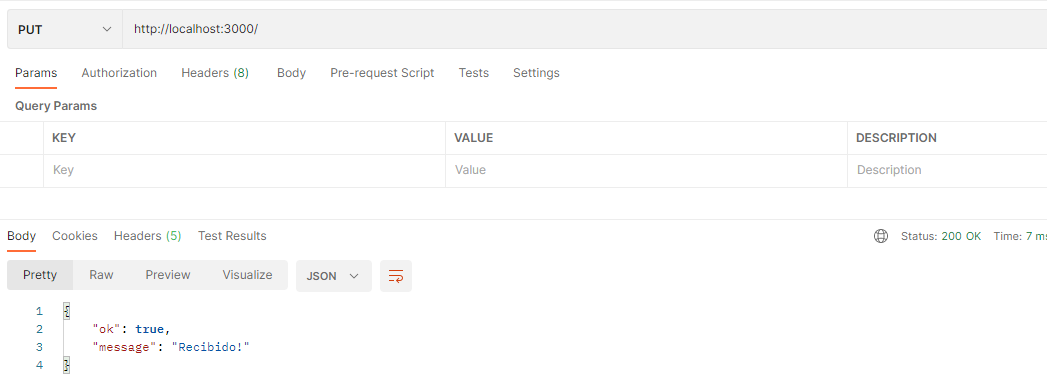 PUT http://localhost:3000/
Params Authorization Headers (8) Body Pre-request Script Tests Settings
Query Params
KEY VALUE DESCRIPTION
Key Value Description
Body Cookies Headers (5) Test Results Status: 200 OK Time: 7 ms
Pretty Raw Preview Visualize JSON
1 {
2 "ok": true,
3 "message": "Recibido!"
4 }